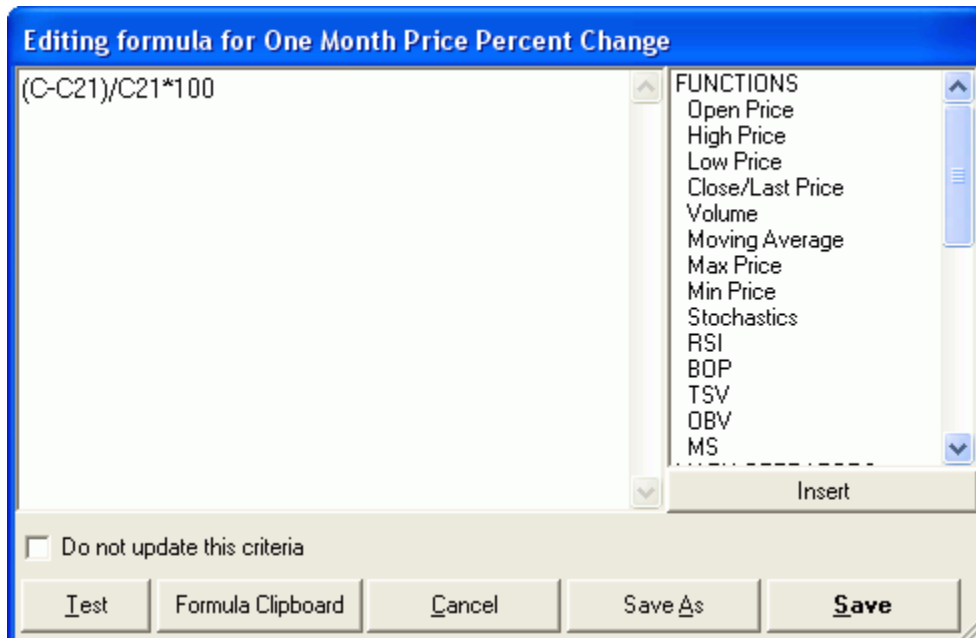 Editing formula for One Month Price Percent Change
(C-C21)/C21*100
FUNCTIONS
Open Price
High Price
Low Price
Close/Last Price
Volume
Moving Average
Max Price
Min Price
Stochastics
RSI
BOP
TSV
OBV
MS
Insert
Do not update this criteria
Test
Formula Clipboard
Cancel
Save As
Save